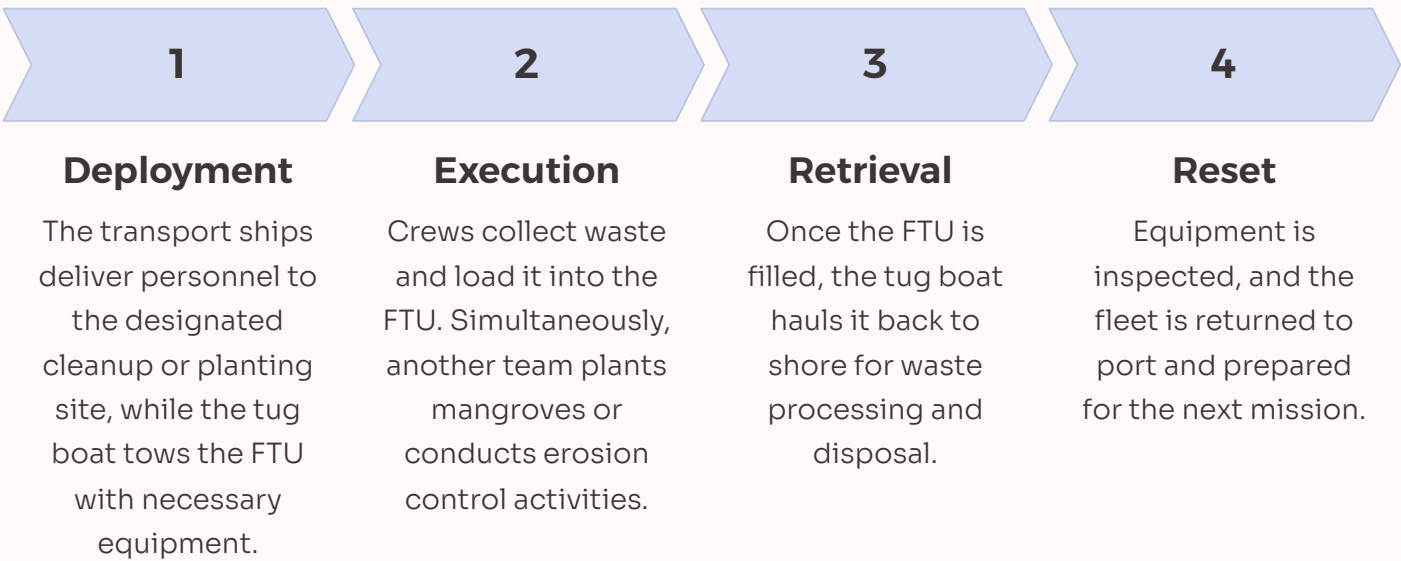 1
Deployment
The transport ships
deliver personnel to
the designated
cleanup or planting
site, while the tug
boat tows the FTU
with necessary
equipment.
2
Execution
Crews collect waste
and load it into the
FTU. Simultaneously,
another team plants
mangroves or
conducts erosion
control activities.
3
Retrieval
Once the FTU is
filled, the tug boat
hauls it back to
shore for waste
processing and
disposal.
4
Reset
Equipment is
inspected, and the
fleet is returned to
port and prepared
for the next mission.